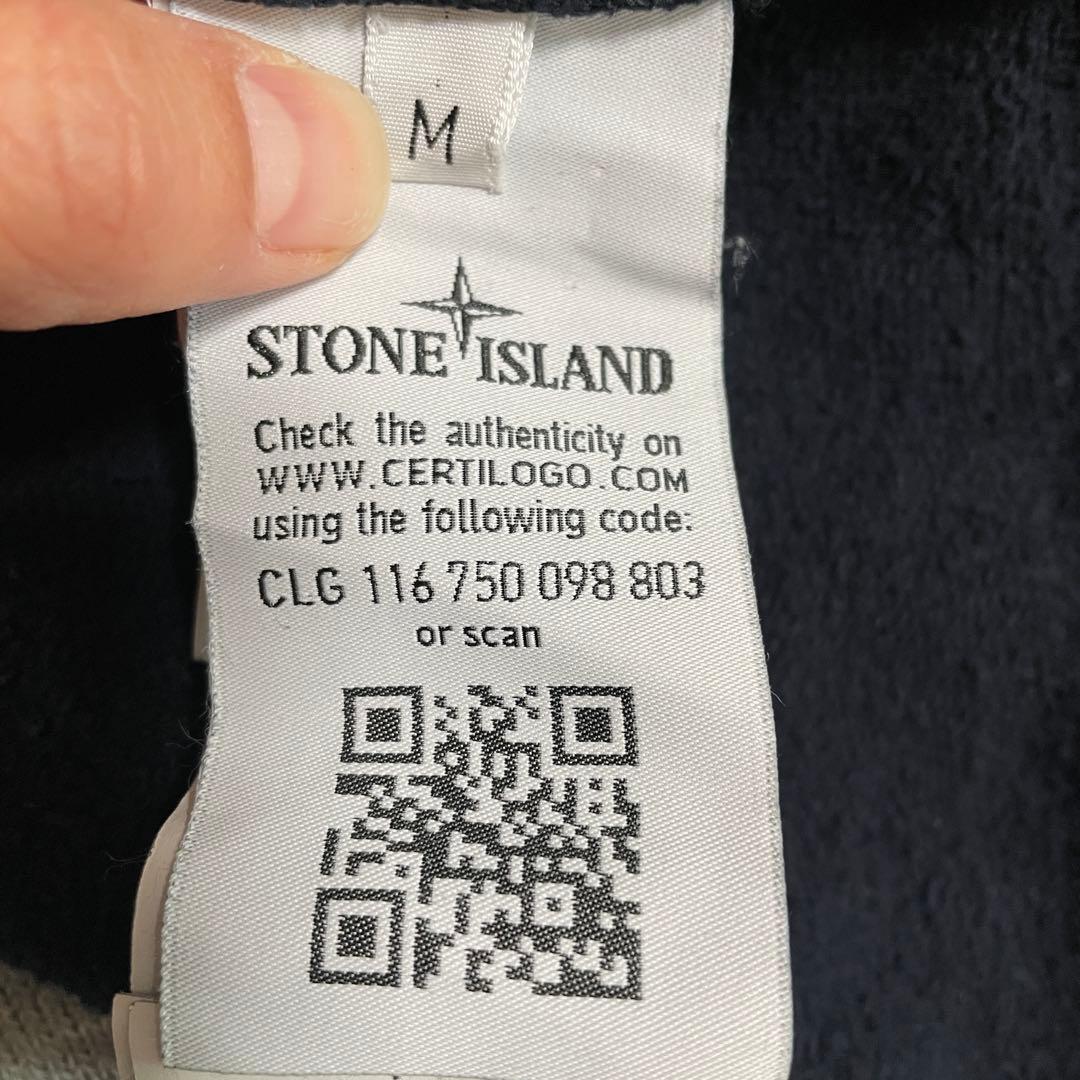 M
STONE ISLAND
Check the authenticity on
WWW.CERTILOGO.COM
using the following code:
CLG 116 750 098 803
or scan